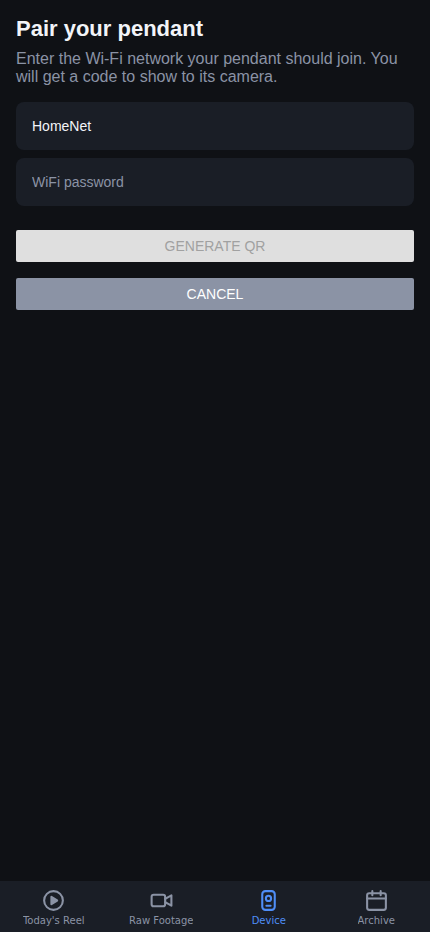 Pair your pendant
Enter the Wi-Fi network your pendant should join. You
will get a code to show to its camera.
HomeNet
WiFi password
GENERATE QR
CANCEL
Today's Reel
Raw Footage
Device
Archive